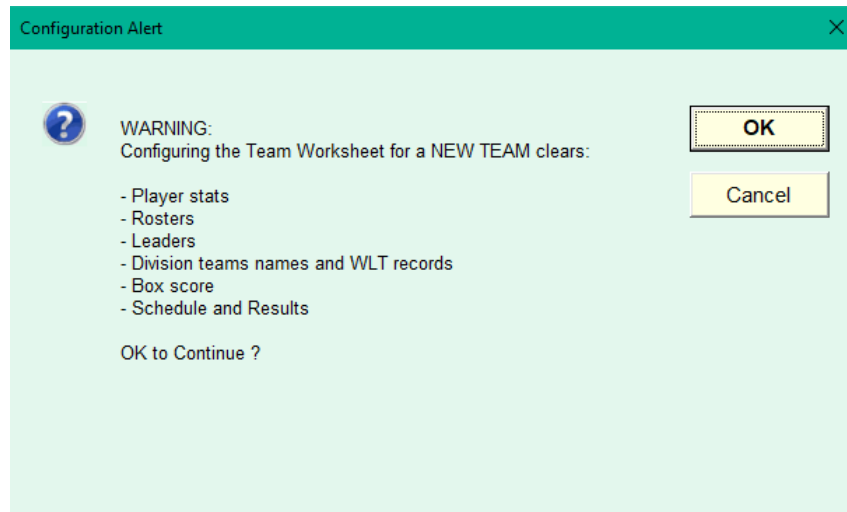 Configuration Alert
WARNING:
Configuring the Team Worksheet for a NEW TEAM clears:
- Player stats
- Rosters
- Leaders
- Division teams names and WLT records
- Box score
- Schedule and Results
OK to Continue ?
OK
Cancel